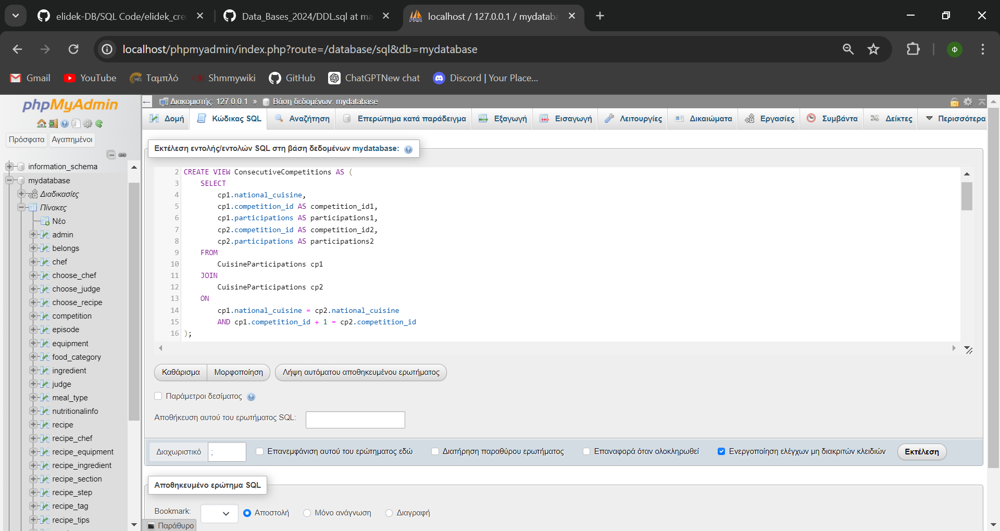 elidek-DB/SQL Code/elidek_cre
Data_Bases_2024/DDL.sql at ma
localhost / 127.0.0.1 / mydatab
localhost/phpmyadmin/index.php?route=/database/sql&db=mydatabase
Φ
Gmail
YouTube
Ταμπλό
Shmmywiki
GitHub
ChatGPTNew chat
Discord | Your Place...
phpMyAdmin
Πρόσφατα
Αγαπημένοι
information_schema
mydatabase
Διαδικασίες
Πίνακες
Νέο
admin
belongs
chef
choose_chef
choose_judge
choose_recipe
competition
episode
equipment
food_category
ingredient
judge
meal_type
nutritionalinfo
recipe
recipe_chef
recipe_equipment
recipe_ingredient
recipe_section
recipe_step
recipe_tag
recipe_tips
Διακομιστής: 127.0.0.1 » Βάση δεδομένων: mydatabase
Δομή
Κώδικας SQL
Αναζήτηση
Επερώτημα κατά παράδειγμα
Εξαγωγή
Εισαγωγή
Λειτουργίες
Δικαιώματα
Εργασίες
Συμβάντα
Δείκτες
Περισσότερα
Εκτέλεση εντολής/εντολών SQL στη βάση δεδομένων mydatabase:
2 CREATE VIEW ConsecutiveCompetitions AS (
3 SELECT
4 cp1.national_cuisine,
5 cp1.competition_id AS competition_id1,
6 cp1.participations AS participations1,
7 cp2.competition_id AS competition_id2,
8 cp2.participations AS participations2
9 FROM
10 CuisineParticipations cp1
11 JOIN
12 CuisineParticipations cp2
13 ON
14 cp1.national_cuisine = cp2.national_cuisine
15 AND cp1.competition_id + 1 = cp2.competition_id
16 );
Καθάρισμα
Μορφοποίηση
Λήψη αυτόματου αποθηκευμένου ερωτήματος
Παράμετροι δεσίματος
Αποθήκευση αυτού του ερωτήματος SQL:
Διαχωριστικό ;
Επανεμφάνιση αυτού του ερώτηματος εδώ
Διατήρηση παραθύρου ερωτήματος
Επαναφορά όταν ολοκληρωθεί
Ενεργοποίηση ελέγχων μη διακριτών κλειδιών
Εκτέλεση
Αποθηκευμένο ερώτημα SQL
Bookmark:
Αποστολή
Μόνο ανάγνωση
Διαγραφή
Παράθυρο